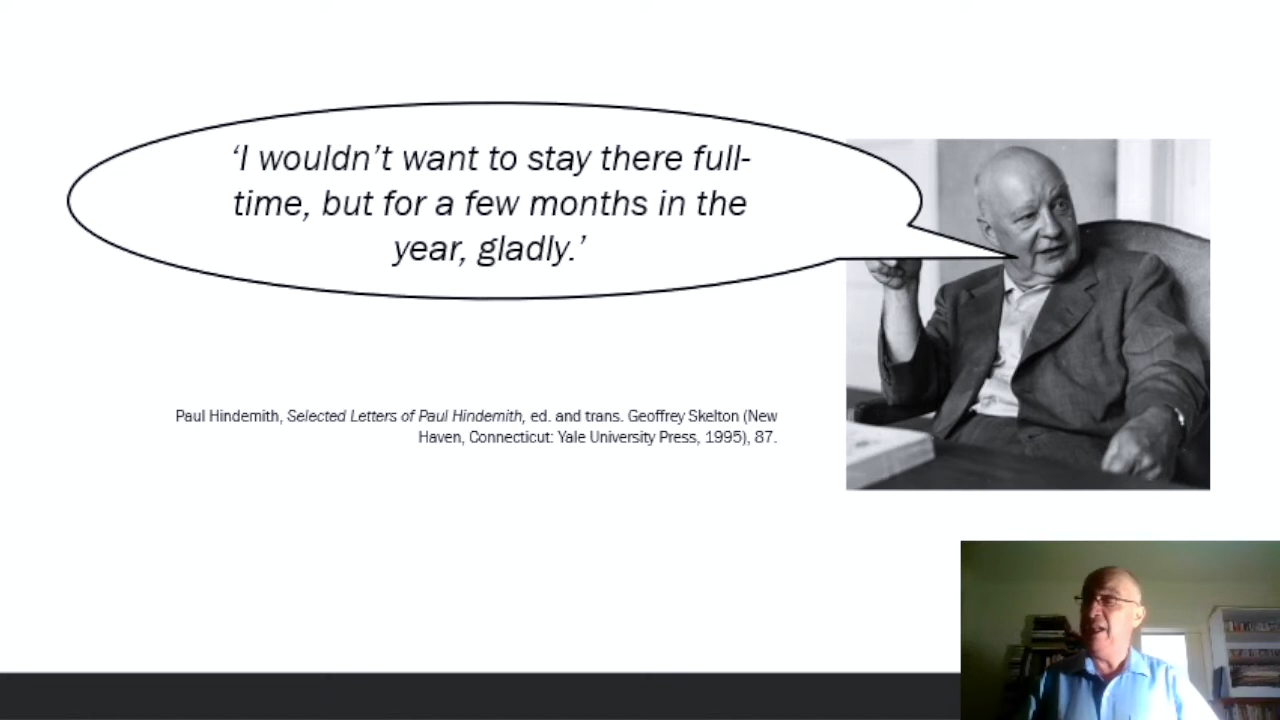 ‘I wouldn’t want to stay there full-
time, but for a few months in the
year, gladly.’
Paul Hindemith, Selected Letters of Paul Hindemith, ed. and trans. Geoffrey Skelton (New
Haven, Connecticut: Yale University Press, 1995), 87.